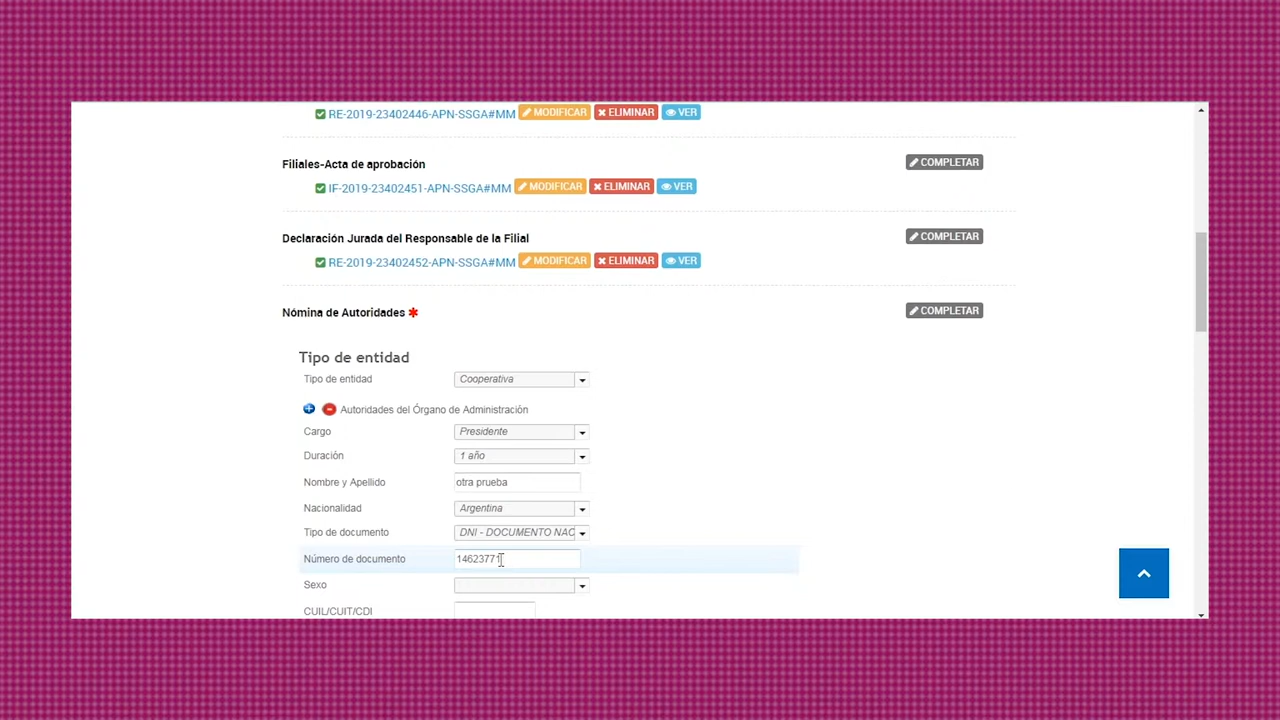 RE-2019-23402446-APN-SSGA#MM MODIFICAR ELIMINAR VER
Filiales-Acta de aprobación COMPLETAR
IF-2019-23402451-APN-SSGA#MM MODIFICAR ELIMINAR VER
Declaración Jurada del Responsable de la Filial COMPLETAR
RE-2019-23402452-APN-SSGA#MM MODIFICAR ELIMINAR VER
Nómina de Autoridades * COMPLETAR
Tipo de entidad
Tipo de entidad Cooperativa
Autoridades del Órgano de Administración
Cargo Presidente
Duración 1 año
Nombre y Apellido otra prueba
Nacionalidad Argentina
Tipo de documento DNI - DOCUMENTO NAC
Número de documento 14623771
Sexo
CUIL/CUIT/CDI